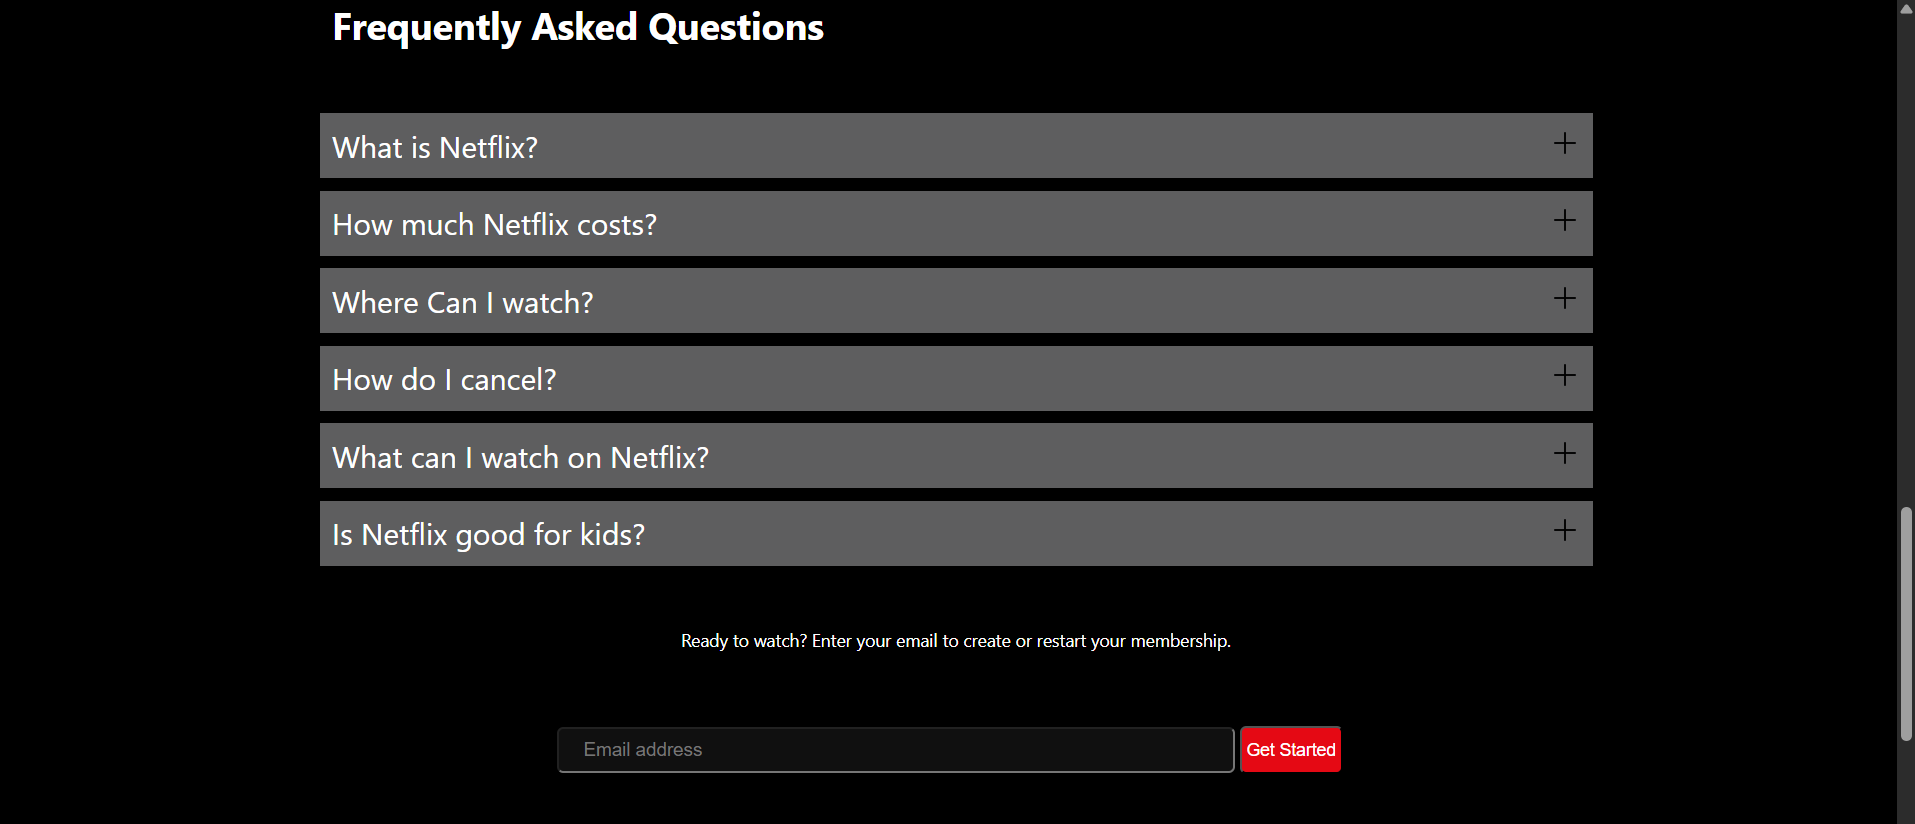 Frequently Asked Questions
What is Netflix?
How much Netflix costs?
Where Can I watch?
How do I cancel?
What can I watch on Netflix?
Is Netflix good for kids?
Ready to watch? Enter your email to create or restart your membership.
Email address
Get Started